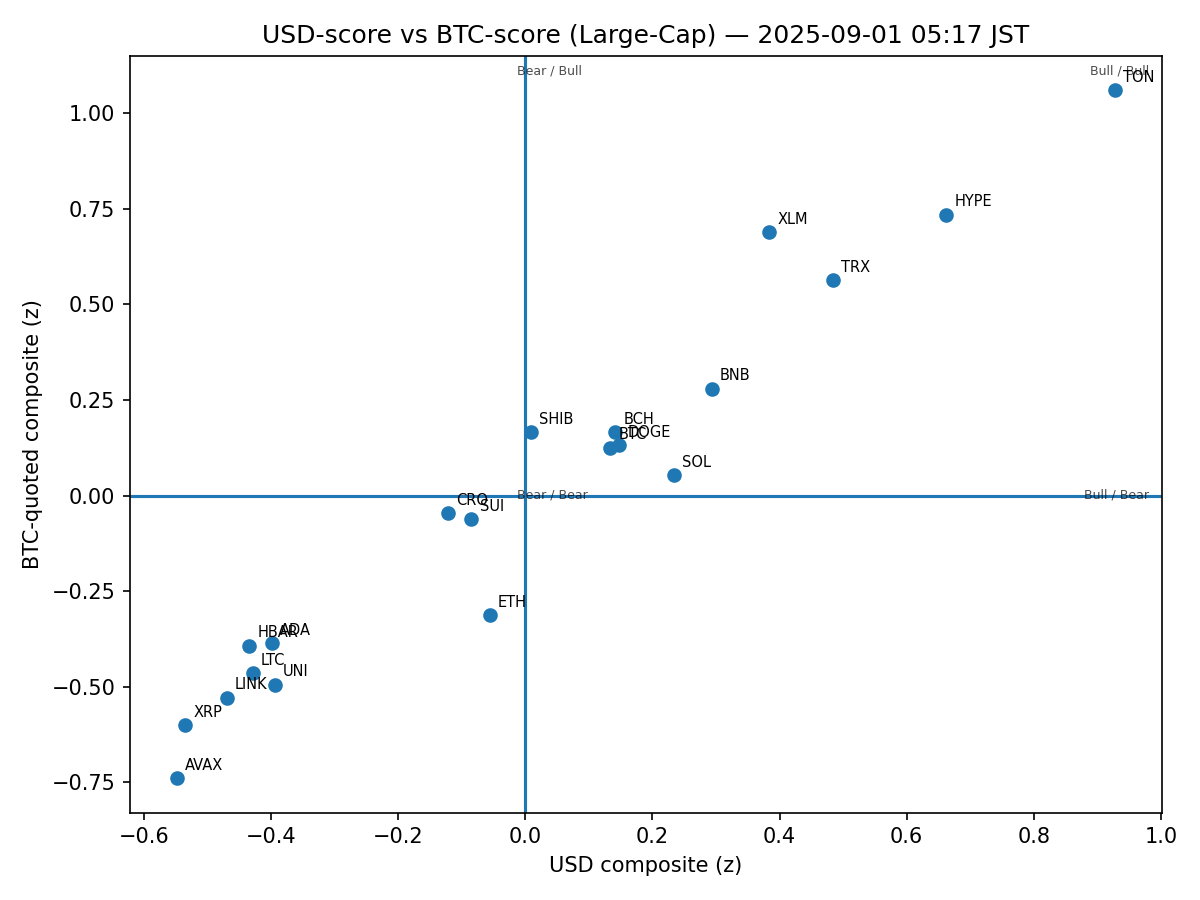 USD-score vs BTC-score (Large-Cap) — 2025-09-01 05:17 JST
Bear / Bull
Bull / Bull
TON
HYPE
XLM
TRX
BNB
SHIB
BCH
BTC
DOGE
SOL
Bear / Bear
Bull / Bear
CRO
SUI
ETH
HBAR
ADA
LTC
UNI
LINK
XRP
AVAX
1.00
0.75
0.50
0.25
0.00
−0.25
−0.50
−0.75
BTC-quoted composite (z)
−0.6
−0.4
−0.2
0.0
0.2
0.4
0.6
0.8
1.0
USD composite (z)